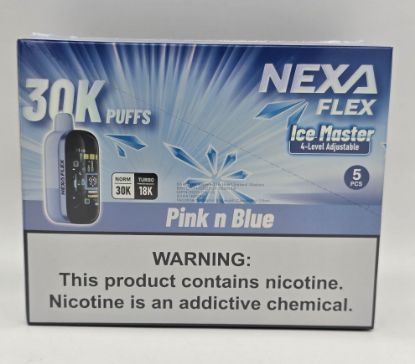 30K PUFFS
NEXA
FLEX
Ice Master
4-Level Adjustable
5
PCS
NEXA FLEX
NORM
30K
TURBO
18K
Pink n Blue
WARNING:
This product contains nicotine.
Nicotine is an addictive chemical.